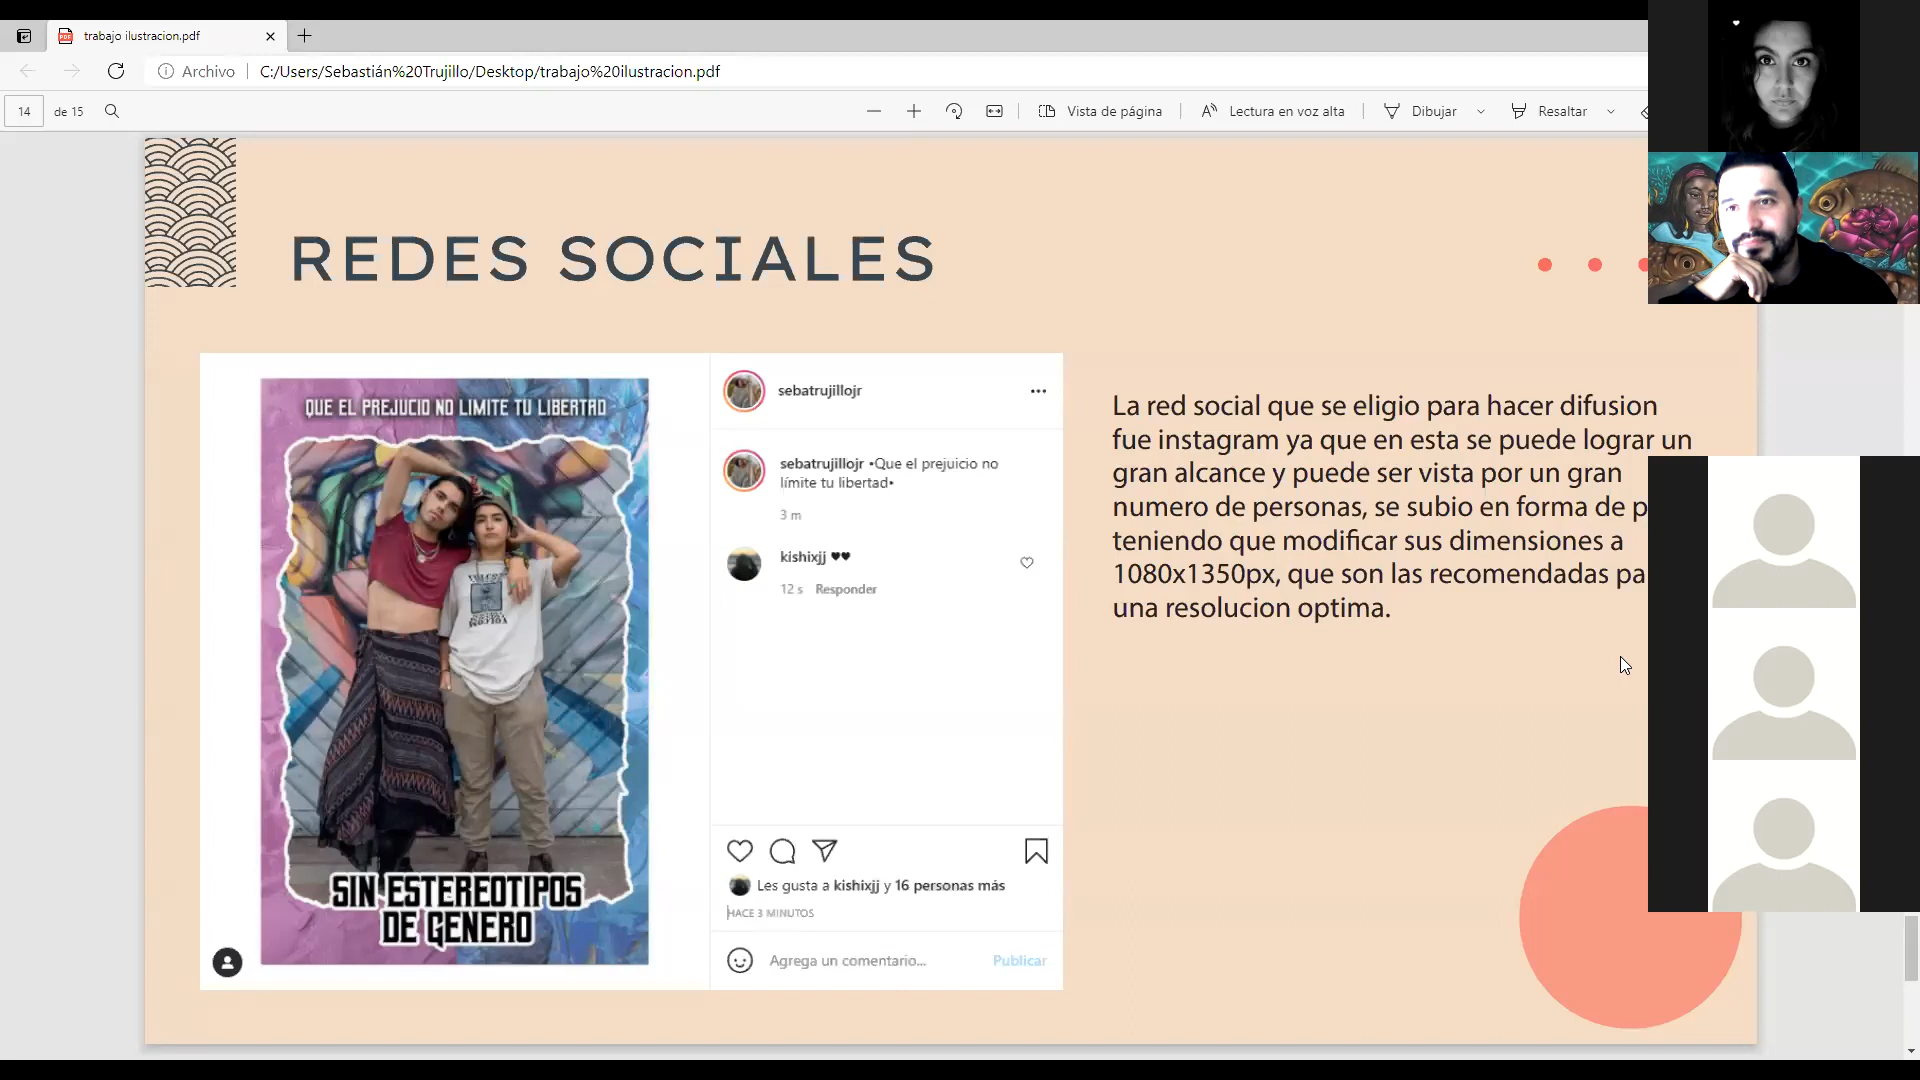 trabajo ilustracion.pdf
Archivo
C:/Users/Sebastián%20Trujillo/Desktop/trabajo%20ilustracion.pdf
14
de 15
Vista de página
Lectura en voz alta
Dibujar
Resaltar
REDES SOCIALES
QUE EL PREJUCIO NO LIMITE TU LIBERTAD
SIN ESTEREOTIPOS
DE GENERO
sebatrujillojr
sebatrujillojr •Que el prejuicio no
límite tu libertad•
3 m
kishixjj
12 s Responder
Les gusta a kishixjj y 16 personas más
HACE 3 MINUTOS
Agrega un comentario...
Publicar
La red social que se eligio para hacer difusion
fue instagram ya que en esta se puede lograr un
gran alcance y puede ser vista por un gran
numero de personas, se subio en forma de p
teniendo que modificar sus dimensiones a
1080x1350px, que son las recomendadas pa
una resolucion optima.